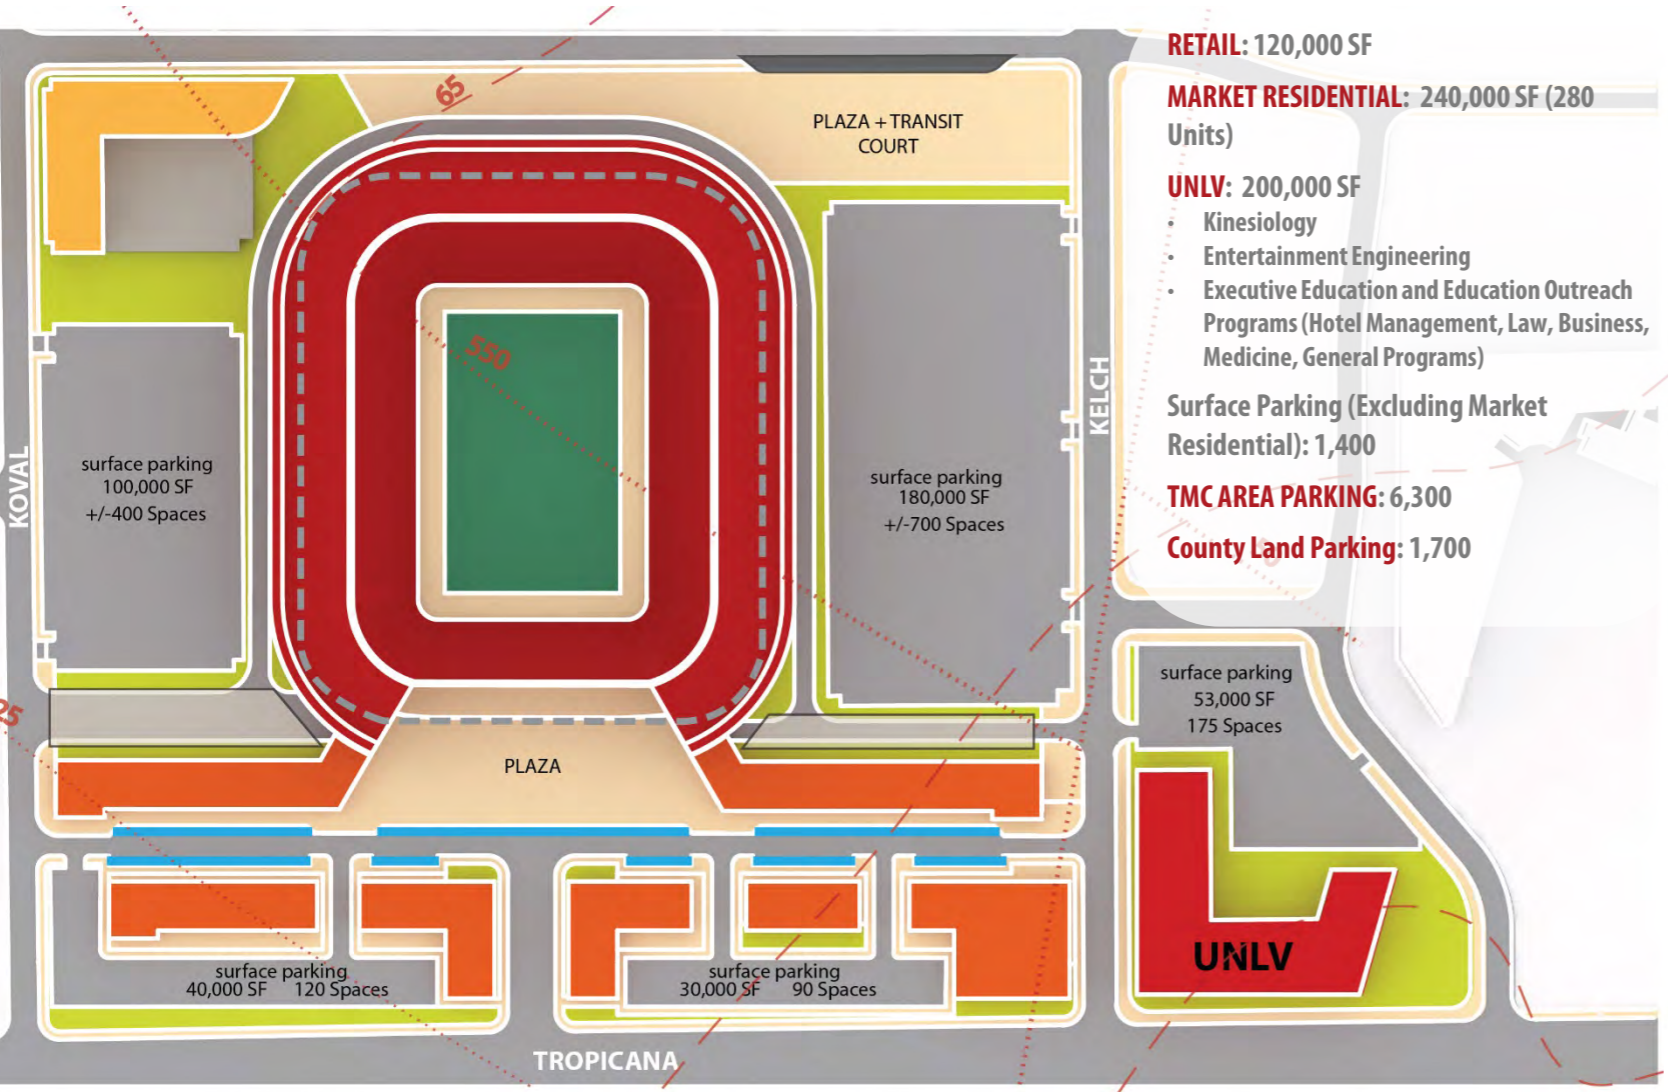 65
PLAZA + TRANSIT
COURT
RETAIL: 120,000 SF
MARKET RESIDENTIAL: 240,000 SF (280
Units)
UNLV: 200,000 SF
• Kinesiology
• Entertainment Engineering
• Executive Education and Education Outreach
Programs (Hotel Management, Law, Business,
Medicine, General Programs)
Surface Parking (Excluding Market
Residential): 1,400
TMC AREA PARKING: 6,300
County Land Parking: 1,700
550
KOVAL
KELCH
surface parking
100,000 SF
+/-400 Spaces
surface parking
180,000 SF
+/-700 Spaces
surface parking
53,000 SF
175 Spaces
25
PLAZA
UNLV
surface parking
40,000 SF 120 Spaces
surface parking
30,000 SF 90 Spaces
TROPICANA